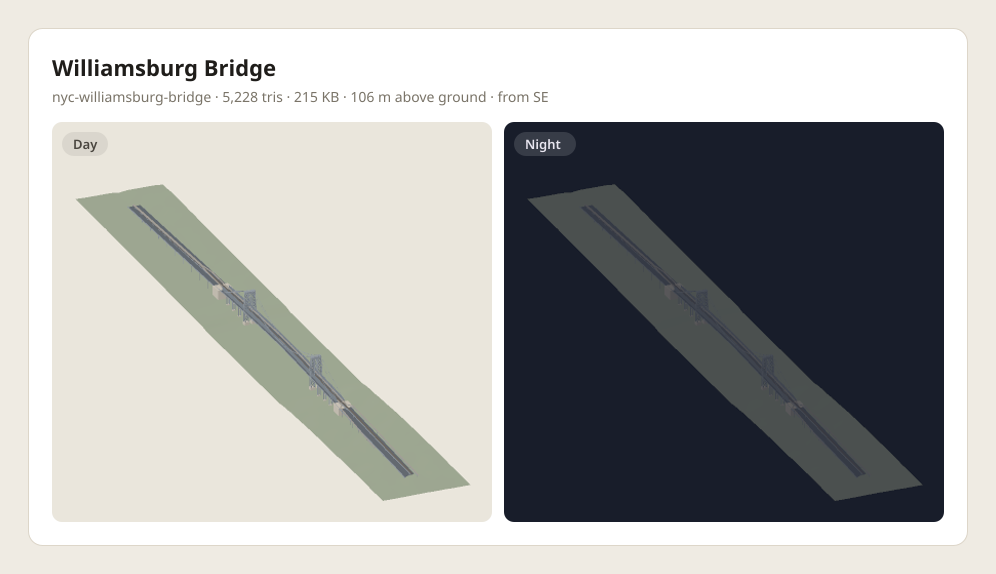 Williamsburg Bridge
nyc-williamsburg-bridge · 5,228 tris · 215 KB · 106 m above ground · from SE
Day
Night